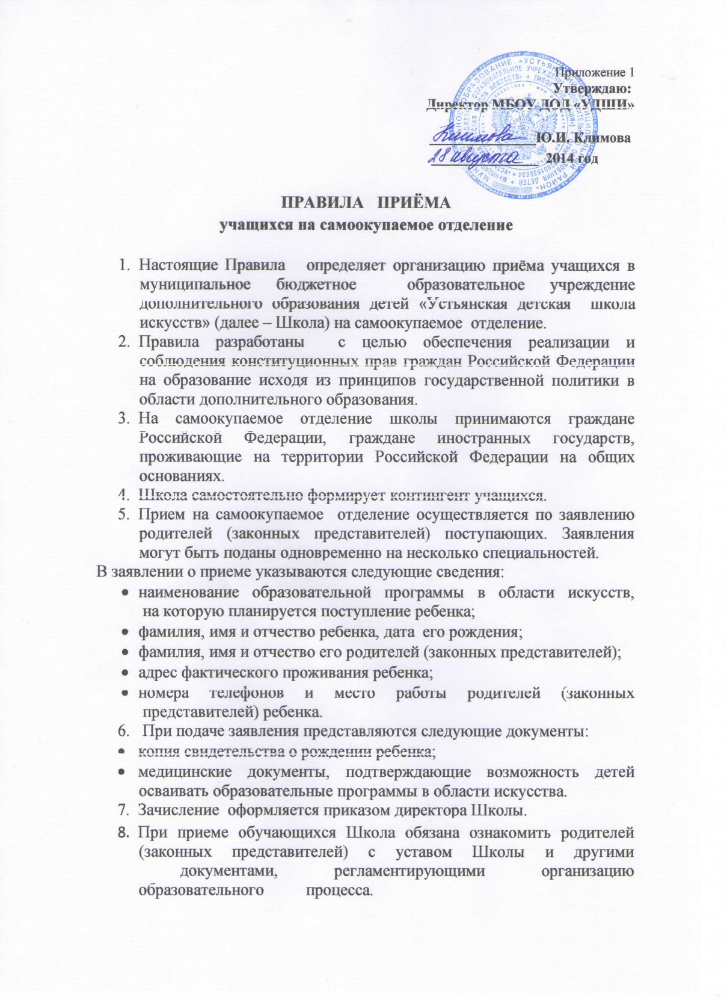 Приложение 1
Утверждаю:
Директор МБОУ ДОД «УДШИ»
Климова Ю.И. Климова
28 августа 2014 год
ПРАВИЛА ПРИЁМА
учащихся на самоокупаемое отделение
1. Настоящие Правила определяет организацию приёма учащихся в
муниципальное бюджетное образовательное учреждение
дополнительного образования детей «Устьянская детская школа
искусств» (далее – Школа) на самоокупаемое отделение.
2. Правила разработаны с целью обеспечения реализации и
соблюдения конституционных прав граждан Российской Федерации
на образование исходя из принципов государственной политики в
области дополнительного образования.
3. На самоокупаемое отделение школы принимаются граждане
Российской Федерации, граждане иностранных государств,
проживающие на территории Российской Федерации на общих
основаниях.
4. Школа самостоятельно формирует контингент учащихся.
5. Прием на самоокупаемое отделение осуществляется по заявлению
родителей (законных представителей) поступающих. Заявления
могут быть поданы одновременно на несколько специальностей.
В заявлении о приеме указываются следующие сведения:
• наименование образовательной программы в области искусств,
на которую планируется поступление ребенка;
• фамилия, имя и отчество ребенка, дата его рождения;
• фамилия, имя и отчество его родителей (законных представителей);
• адрес фактического проживания ребенка;
• номера телефонов и место работы родителей (законных
представителей) ребенка.
6. При подаче заявления представляются следующие документы:
• копия свидетельства о рождении ребенка;
• медицинские документы, подтверждающие возможность детей
осваивать образовательные программы в области искусства.
7. Зачисление оформляется приказом директора Школы.
8. При приеме обучающихся Школа обязана ознакомить родителей
(законных представителей) с уставом Школы и другими
документами, регламентирующими организацию
образовательного процесса.